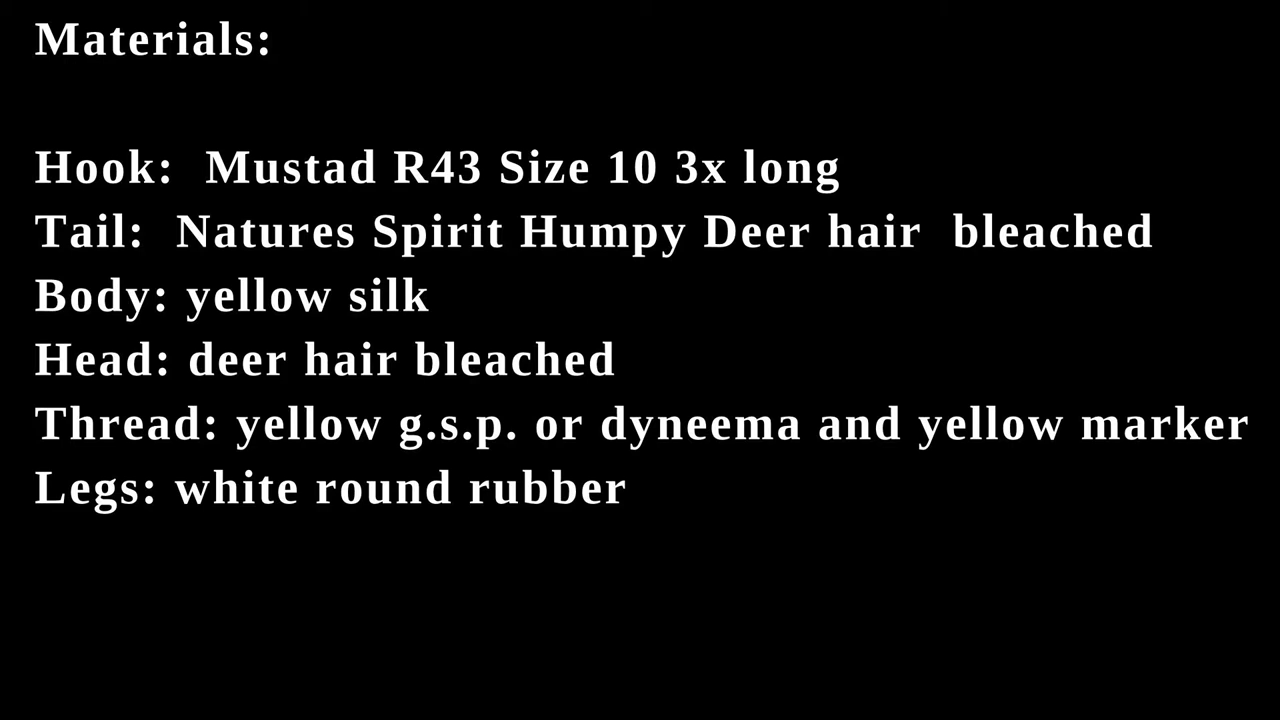 Materials:
Hook:  Mustad R43 Size 10 3x long
Tail:  Natures Spirit Humpy Deer hair  bleached
Body: yellow silk
Head: deer hair bleached
Thread: yellow g.s.p. or dyneema and yellow marker
Legs: white round rubber